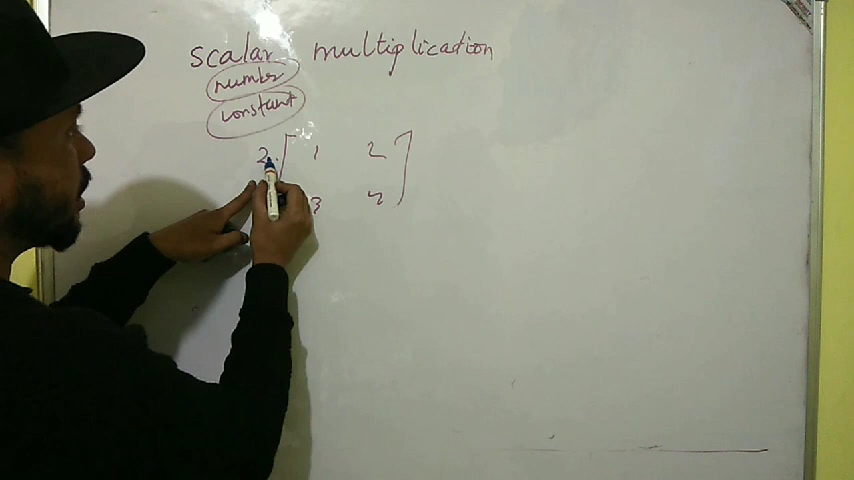 scalar multiplication
number
constant
2. [ 1 2 ]
3 4